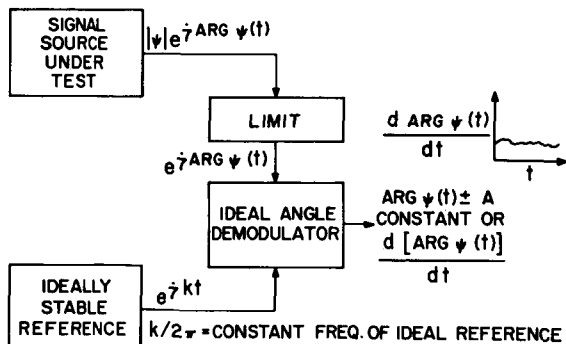 SIGNAL
SOURCE
UNDER
TEST
|ψ|e^j ARG ψ(t)
LIMIT
e^j ARG ψ(t)
d ARG ψ(t)
dt
t
IDEAL ANGLE
DEMODULATOR
ARG ψ(t) ± A
CONSTANT OR
d [ARG ψ(t)]
dt
IDEALLY
STABLE
REFERENCE
e^j kt
k/2π = CONSTANT FREQ. OF IDEAL REFERENCE